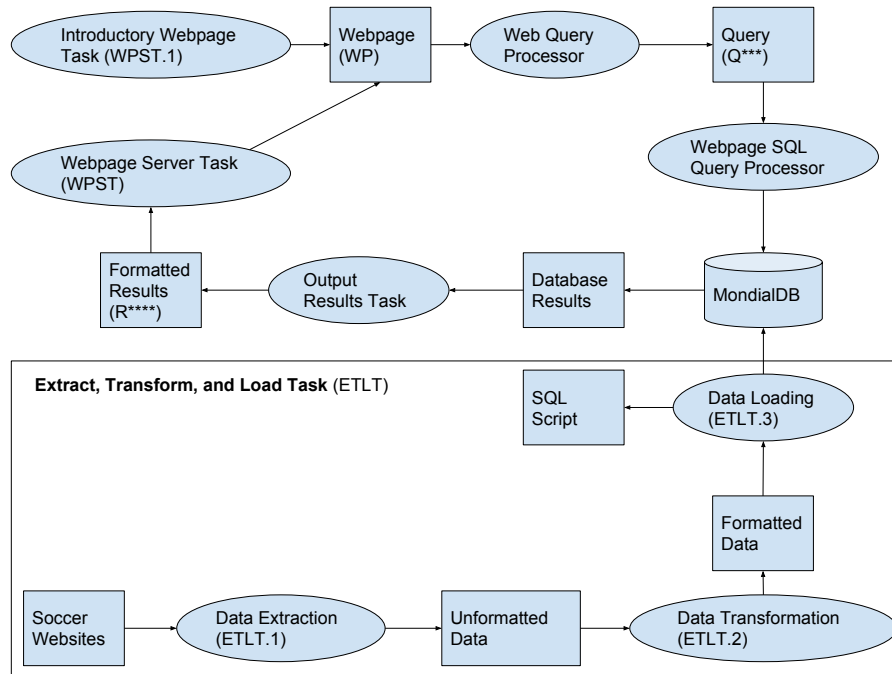 Introductory Webpage
Task (WPST.1)
Webpage
(WP)
Web Query
Processor
Query
(Q***)
Webpage Server Task
(WPST)
Webpage SQL
Query Processor
Formatted
Results
(R****)
Output
Results Task
Database
Results
MondialDB
Extract, Transform, and Load Task (ETLT)
SQL
Script
Data Loading
(ETLT.3)
Formatted
Data
Soccer
Websites
Data Extraction
(ETLT.1)
Unformatted
Data
Data Transformation
(ETLT.2)